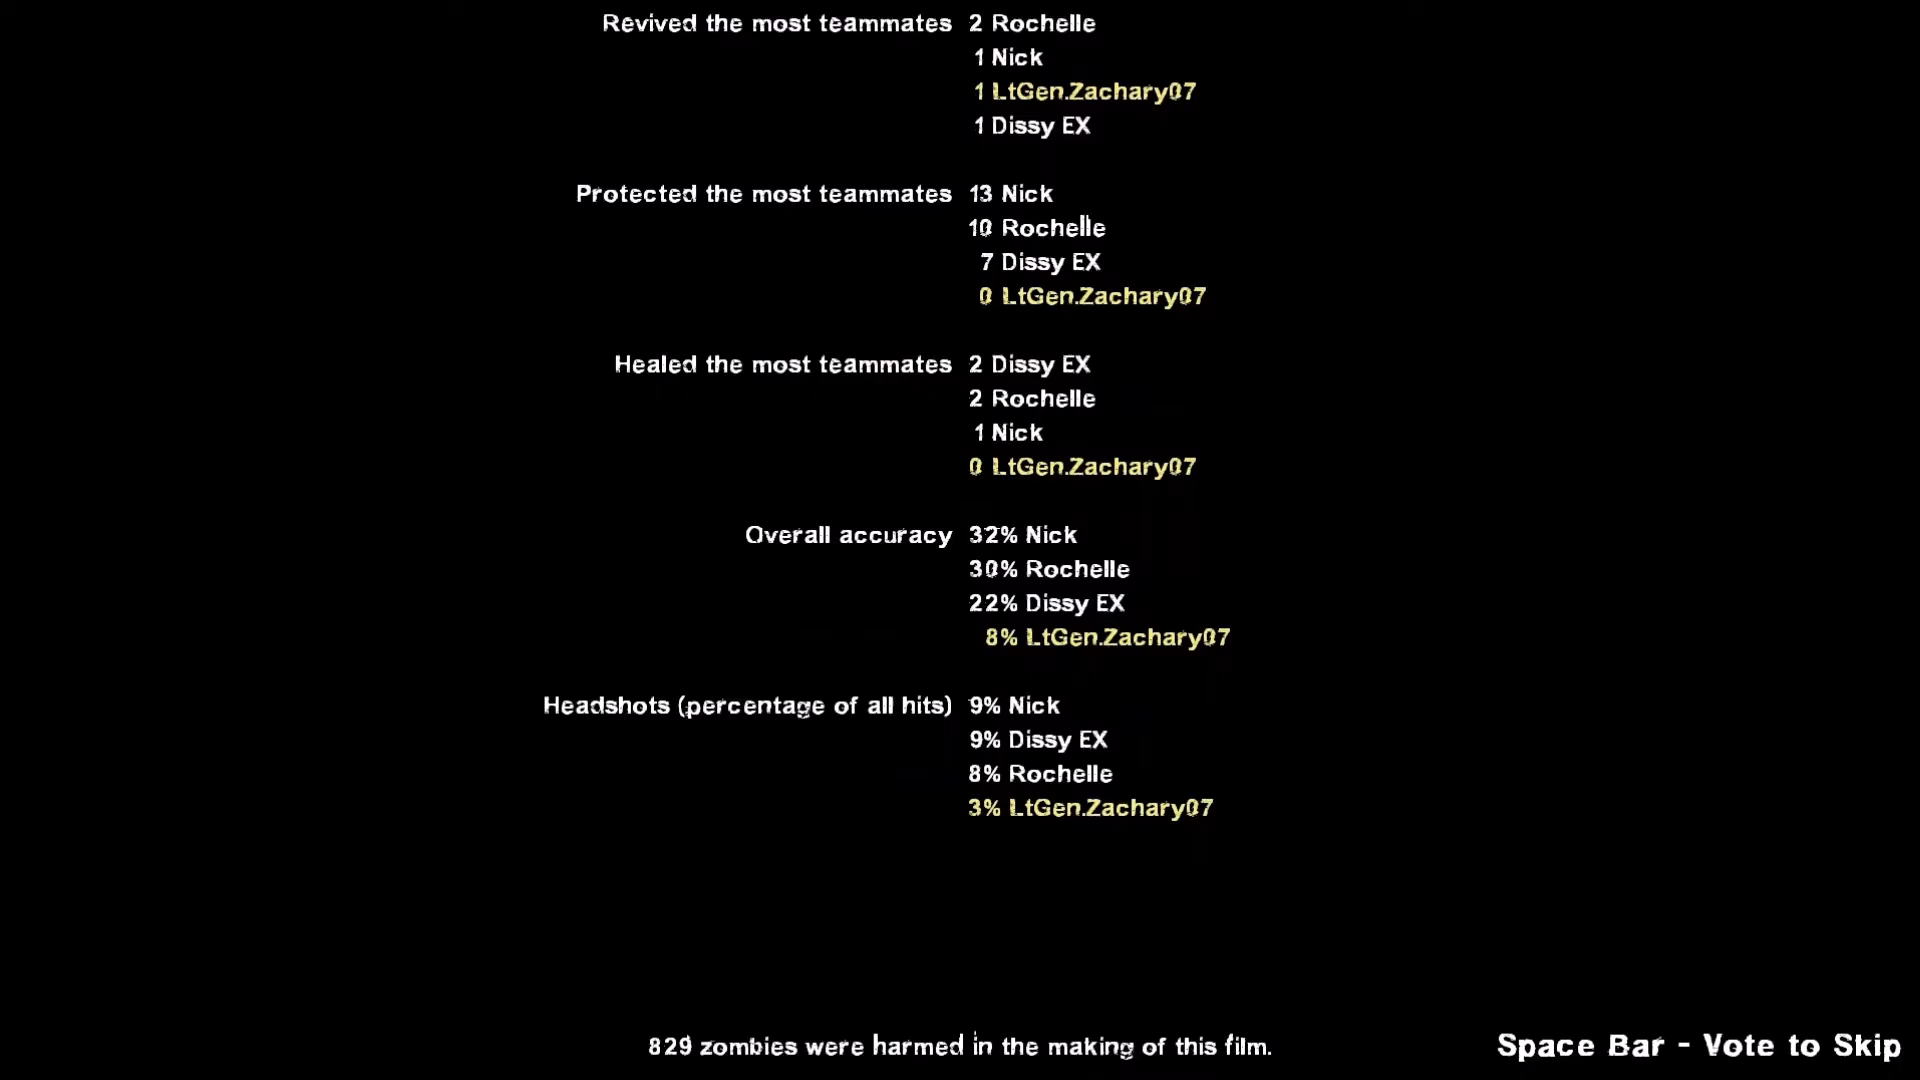 Revived the most teammates 2 Rochelle
1 Nick
1 LtGen.Zachary07
1 Dissy EX
Protected the most teammates 13 Nick
10 Rochelle
7 Dissy EX
0 LtGen.Zachary07
Healed the most teammates 2 Dissy EX
2 Rochelle
1 Nick
0 LtGen.Zachary07
Overall accuracy 32% Nick
30% Rochelle
22% Dissy EX
8% LtGen.Zachary07
Headshots (percentage of all hits) 9% Nick
9% Dissy EX
8% Rochelle
3% LtGen.Zachary07
829 zombies were harmed in the making of this film.
Space Bar - Vote to Skip